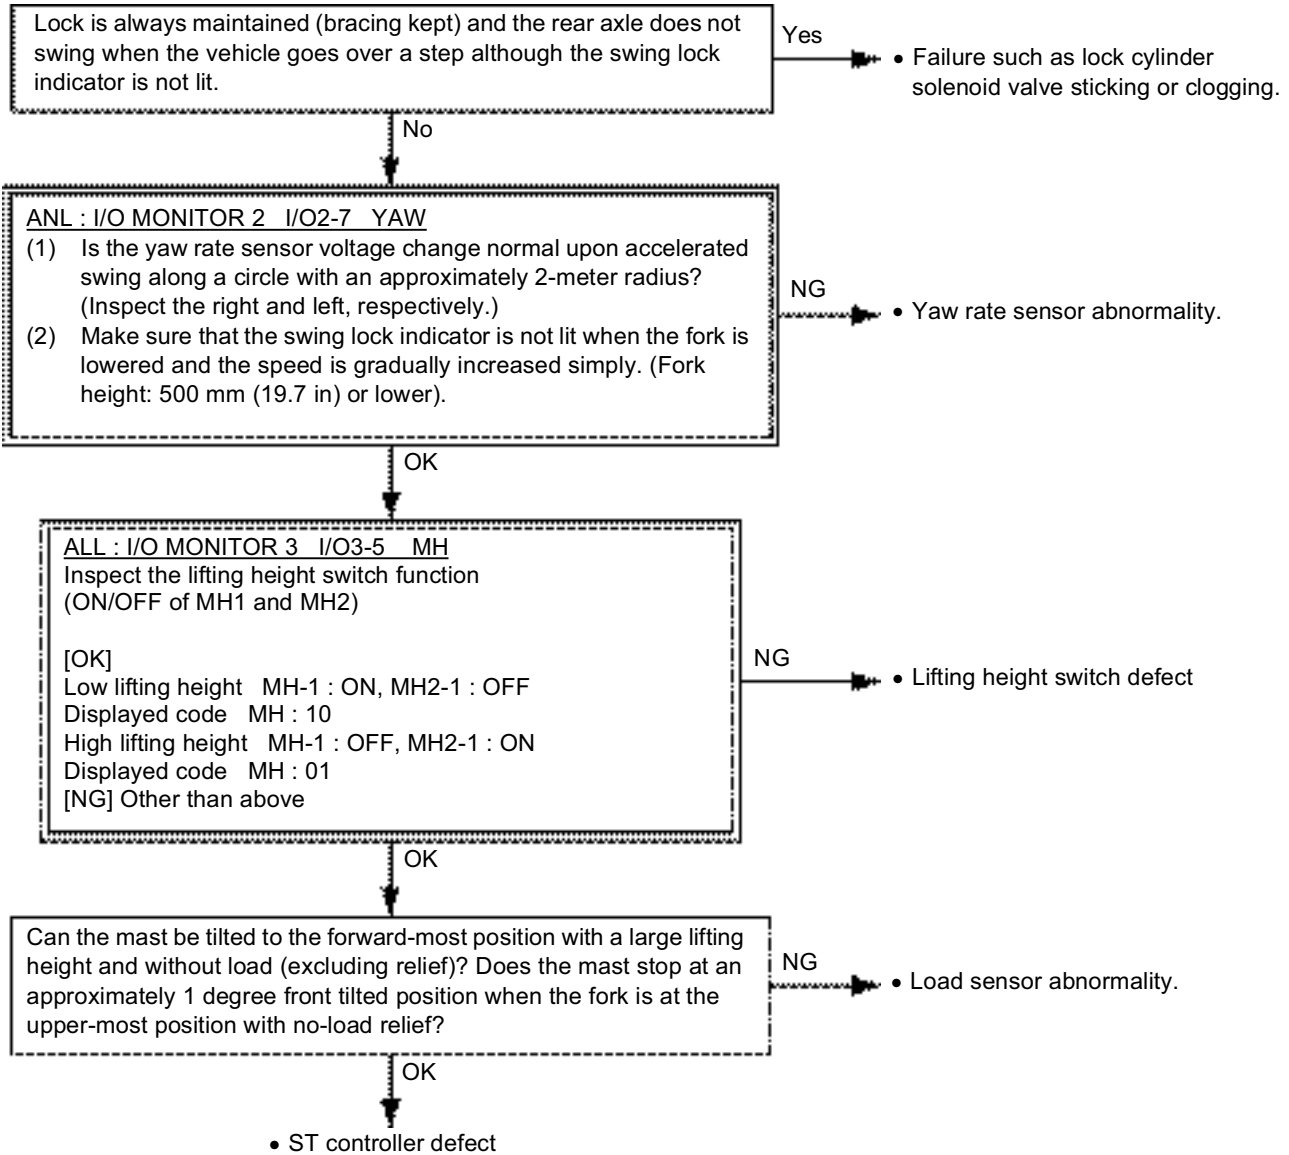 Lock is always maintained (bracing kept) and the rear axle does not
swing when the vehicle goes over a step although the swing lock
indicator is not lit.
Yes
• Failure such as lock cylinder
solenoid valve sticking or clogging.
No
ANL : I/O MONITOR 2 I/O2-7 YAW
(1) Is the yaw rate sensor voltage change normal upon accelerated
swing along a circle with an approximately 2-meter radius?
(Inspect the right and left, respectively.)
(2) Make sure that the swing lock indicator is not lit when the fork is
lowered and the speed is gradually increased simply. (Fork
height: 500 mm (19.7 in) or lower).
NG
• Yaw rate sensor abnormality.
OK
ALL : I/O MONITOR 3 I/O3-5 MH
Inspect the lifting height switch function
(ON/OFF of MH1 and MH2)
[OK]
Low lifting height MH-1 : ON, MH2-1 : OFF
Displayed code MH : 10
High lifting height MH-1 : OFF, MH2-1 : ON
Displayed code MH : 01
[NG] Other than above
NG
• Lifting height switch defect
OK
Can the mast be tilted to the forward-most position with a large lifting
height and without load (excluding relief)? Does the mast stop at an
approximately 1 degree front tilted position when the fork is at the
upper-most position with no-load relief?
NG
• Load sensor abnormality.
OK
• ST controller defect